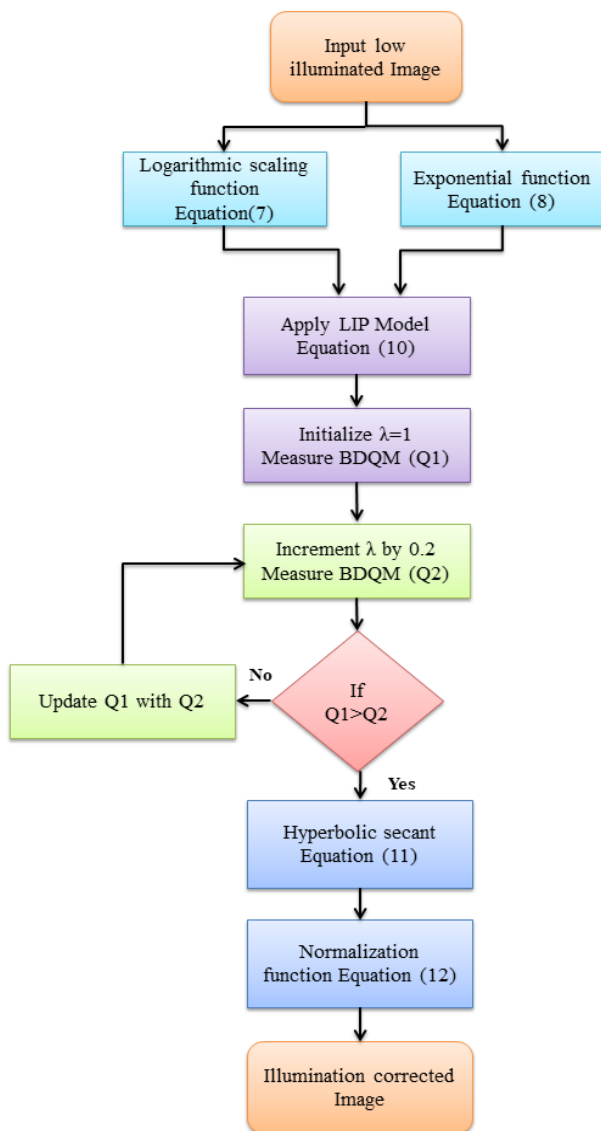 Input low
illuminated Image
Logarithmic scaling
function
Equation(7)
Exponential function
Equation (8)
Apply LIP Model
Equation (10)
Initialize λ=1
Measure BDQM (Q1)
Increment λ by 0.2
Measure BDQM (Q2)
If
Q1>Q2
No
Update Q1 with Q2
Yes
Hyperbolic secant
Equation (11)
Normalization
function Equation (12)
Illumination corrected
Image